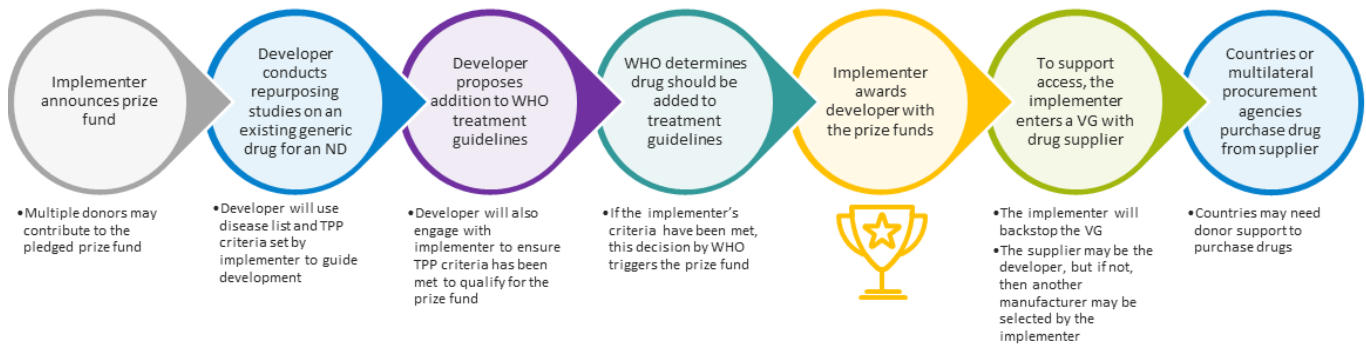 Implementer
announces prize
fund
Developer
conducts
repurposing
studies on an
existing generic
drug for an ND
Developer
proposes
addition to WHO
treatment
guidelines
WHO determines
drug should be
added to
treatment
guidelines
Implementer
awards
developer with
the prize funds
To support
access, the
implementer
enters a VG with
drug supplier
Countries or
multilateral
procurement
agencies
purchase drug
from supplier
•Multiple donors may
contribute to the
pledged prize fund
•Developer will use
disease list and TPP
criteria set by
implementer to guide
development
•Developer will also
engage with
implementer to ensure
TPP criteria has been
met to qualify for the
prize fund
•If the implementer’s
criteria have been met,
this decision by WHO
triggers the prize fund
•The implementer will
backstop the VG
•The supplier may be the
developer, but if not,
then another
manufacturer may be
selected by the
implementer
•Countries may need
donor support to
purchase drugs